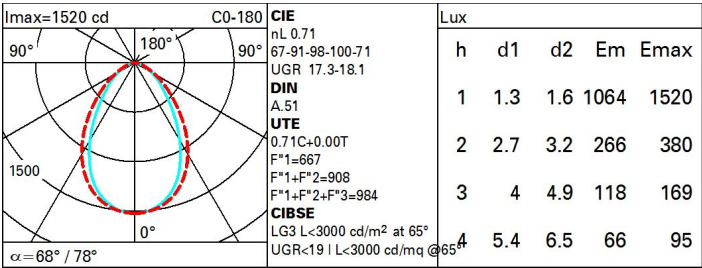 Imax=1520 cd C0-180
90° 180° 90°
1500
0°
α=68° / 78°
CIE
nL 0.71
67-91-98-100-71
UGR 17.3-18.1
DIN
A.51
UTE
0.71C+0.00T
F"1=667
F"1+F"2=908
F"1+F"2+F"3=984
CIBSE
LG3 L<3000 cd/m² at 65°
UGR<19 | L<3000 cd/mq @65°
Lux
h d1 d2 Em Emax
1 1.3 1.6 1064 1520
2 2.7 3.2 266 380
3 4 4.9 118 169
4 5.4 6.5 66 95